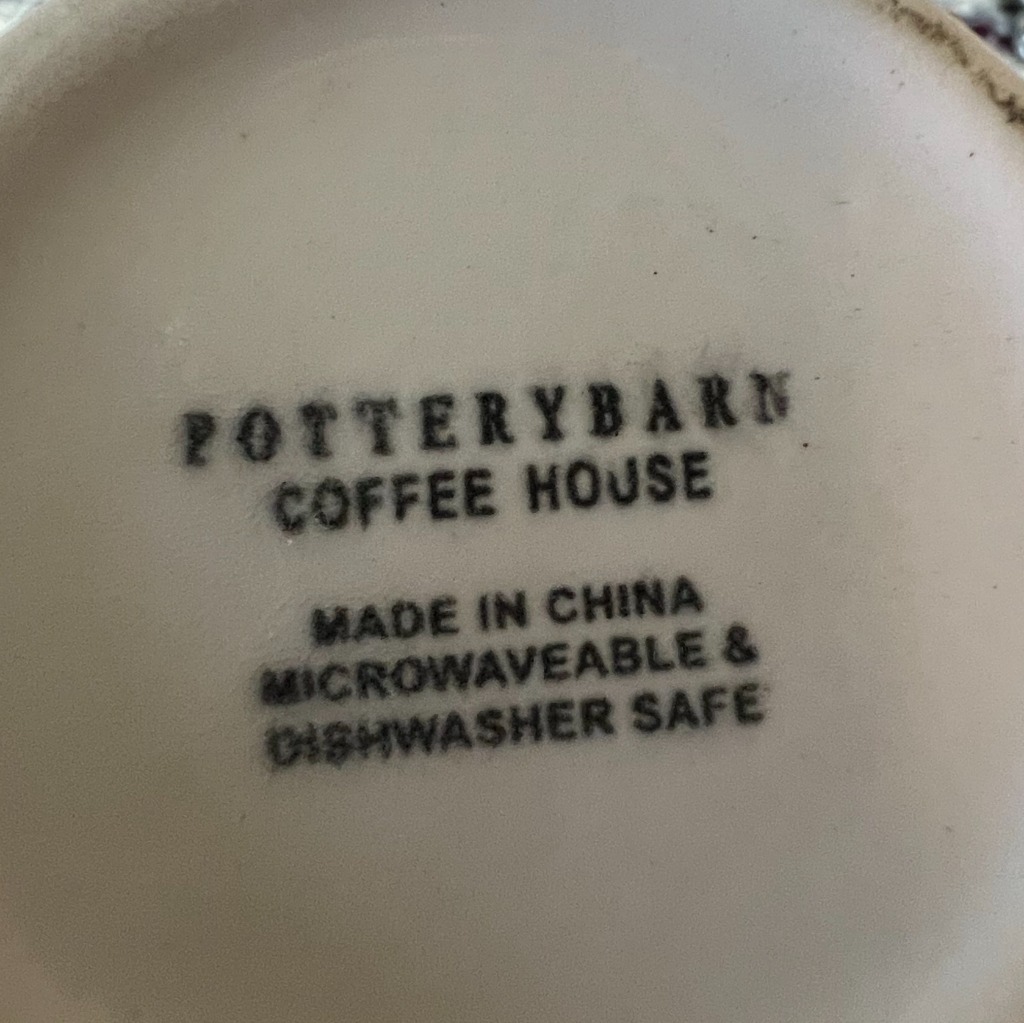 POTTERYBARN
COFFEE HOUSE
MADE IN CHINA
MICROWAVEABLE &
DISHWASHER SAFE